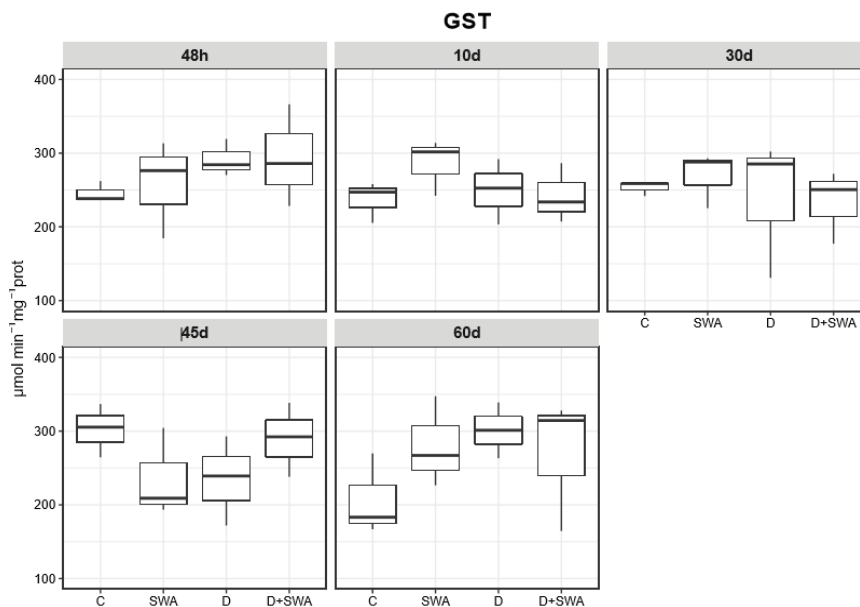 GST
48h 10d 30d
400
300
200
100
C SWA D D+SWA
45d 60d
400
300
200
100
C SWA D D+SWA C SWA D D+SWA
µmol min⁻¹mg⁻¹prot